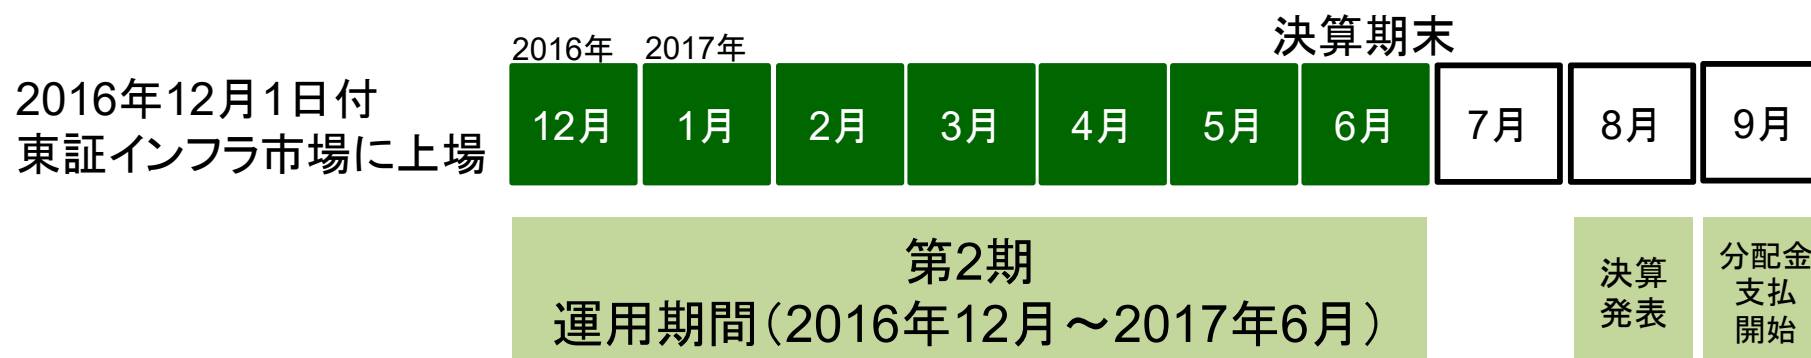 2016年 2017年 決算期末
2016年12月1日付
東証インフラ市場に上場
12月 1月 2月 3月 4月 5月 6月 7月 8月 9月
第2期
運用期間（2016年12月～2017年6月）
決算
発表
分配金
支払
開始